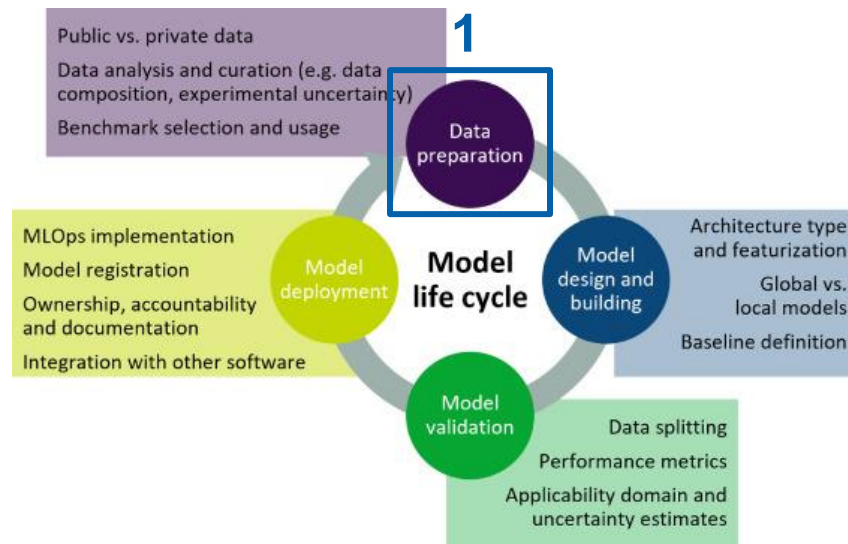 1
Public vs. private data
Data analysis and curation (e.g. data
composition, experimental uncertainty)
Benchmark selection and usage
Data
preparation
MLOps implementation
Model registration
Ownership, accountability
and documentation
Integration with other software
Model
deployment
Model
life cycle
Model
design and
building
Architecture type
and featurization
Global vs.
local models
Baseline definition
Model
validation
Data splitting
Performance metrics
Applicability domain and
uncertainty estimates